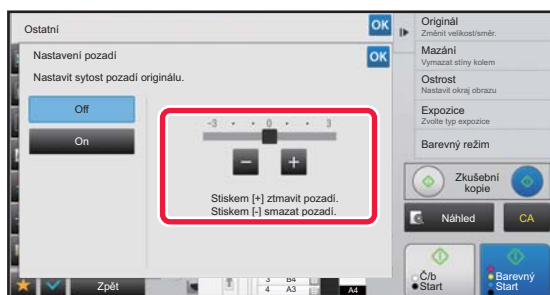 Ostatní
OK
Nastavení pozadí
OK
Nastavit sytost pozadí originálu.
Off
On
-3 • • 0 • • 3
- +
Stiskem [+] ztmavit pozadí.
Stiskem [-] smazat pozadí.
Zpět
3 B4
4 A3
A4
Originál
Změnit velikost/směr.
Mazání
Vymazat stíny kolem
Ostrost
Nastavit okraj obrazu
Expozice
Zvolte typ expozice
Barevný režim
Zkušební
kopie
Náhled
CA
Č/b
Start
Barevný
Start